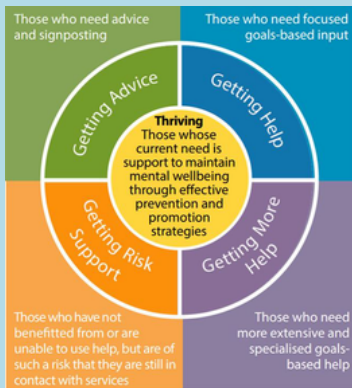 Those who need advice
and signposting
Those who need focused
goals-based input
Getting Advice
Getting Help
Thriving
Those whose
current need is
support to maintain
mental wellbeing
through effective
prevention and
promotion
strategies
Getting Risk
Support
Getting More
Help
Those who have not
benefitted from or are
unable to use help, but are of
such a risk that they are still in
contact with services
Those who need
more extensive and
specialised goals-
based help